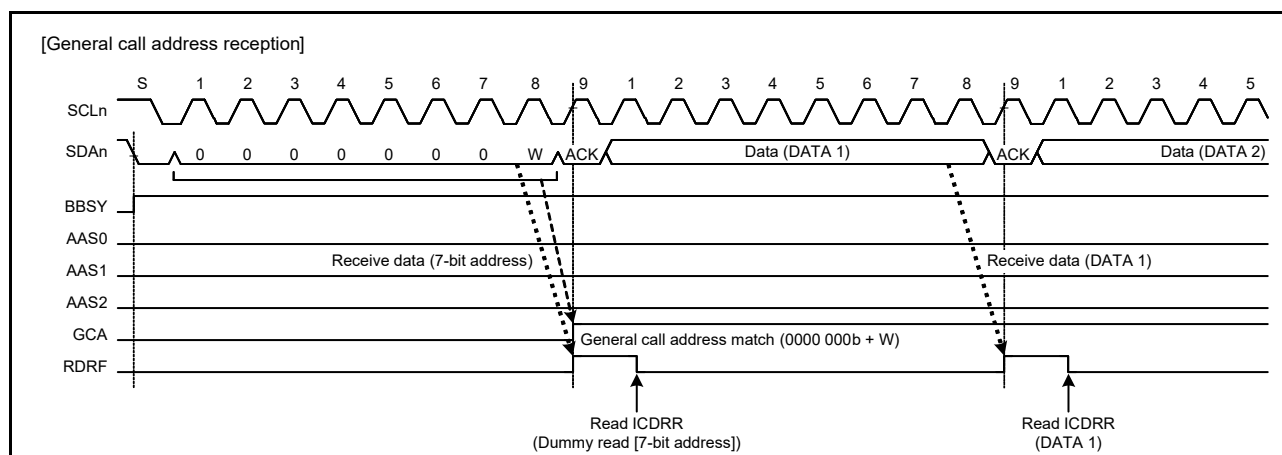 [General call address reception]
S 1 2 3 4 5 6 7 8 9 1 2 3 4 5 6 7 8 9 1 2 3 4 5
SCLn
SDAn 0 0 0 0 0 0 0 W ACK Data (DATA 1) ACK Data (DATA 2)
BBSY
AAS0
Receive data (7-bit address) Receive data (DATA 1)
AAS1
AAS2
GCA
General call address match (0000 000b + W)
RDRF
Read ICDRR
(Dummy read [7-bit address])
Read ICDRR
(DATA 1)